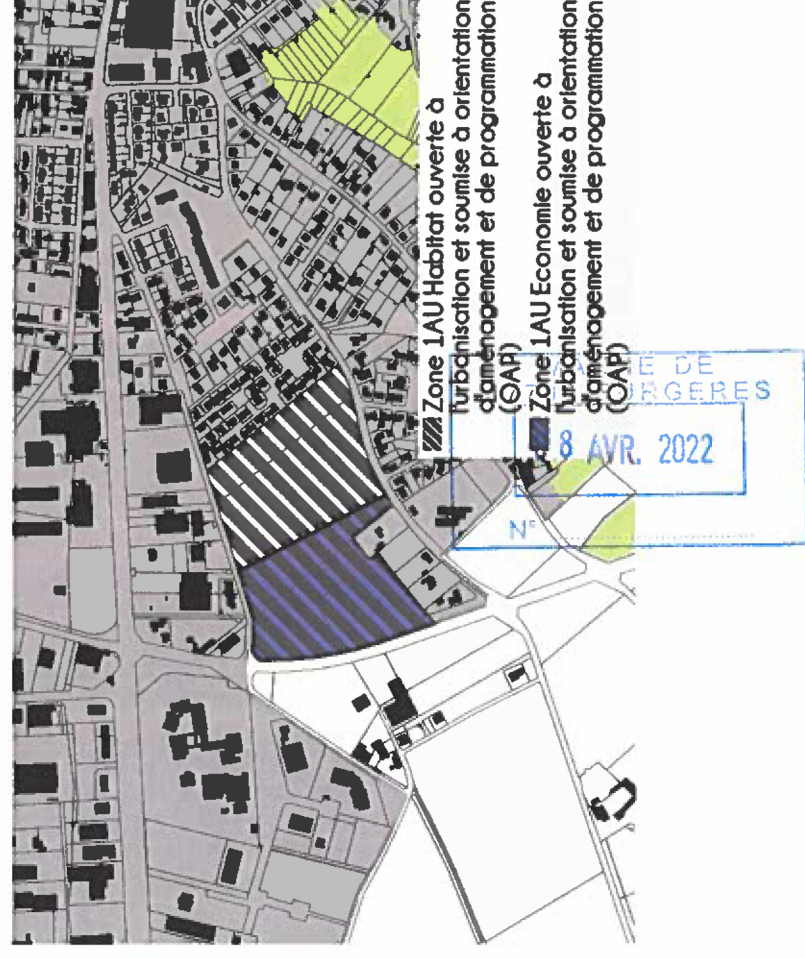 Zone 1AU Habitat ouverte à
l'urbanisation et soumise à orientation
d'aménagement et de programmation
(OAP)
Zone 1AU Economie ouverte à
l'urbanisation et soumise à orientation
d'aménagement et de programmation
(OAP)
DE
8 AVR. 2022
N°